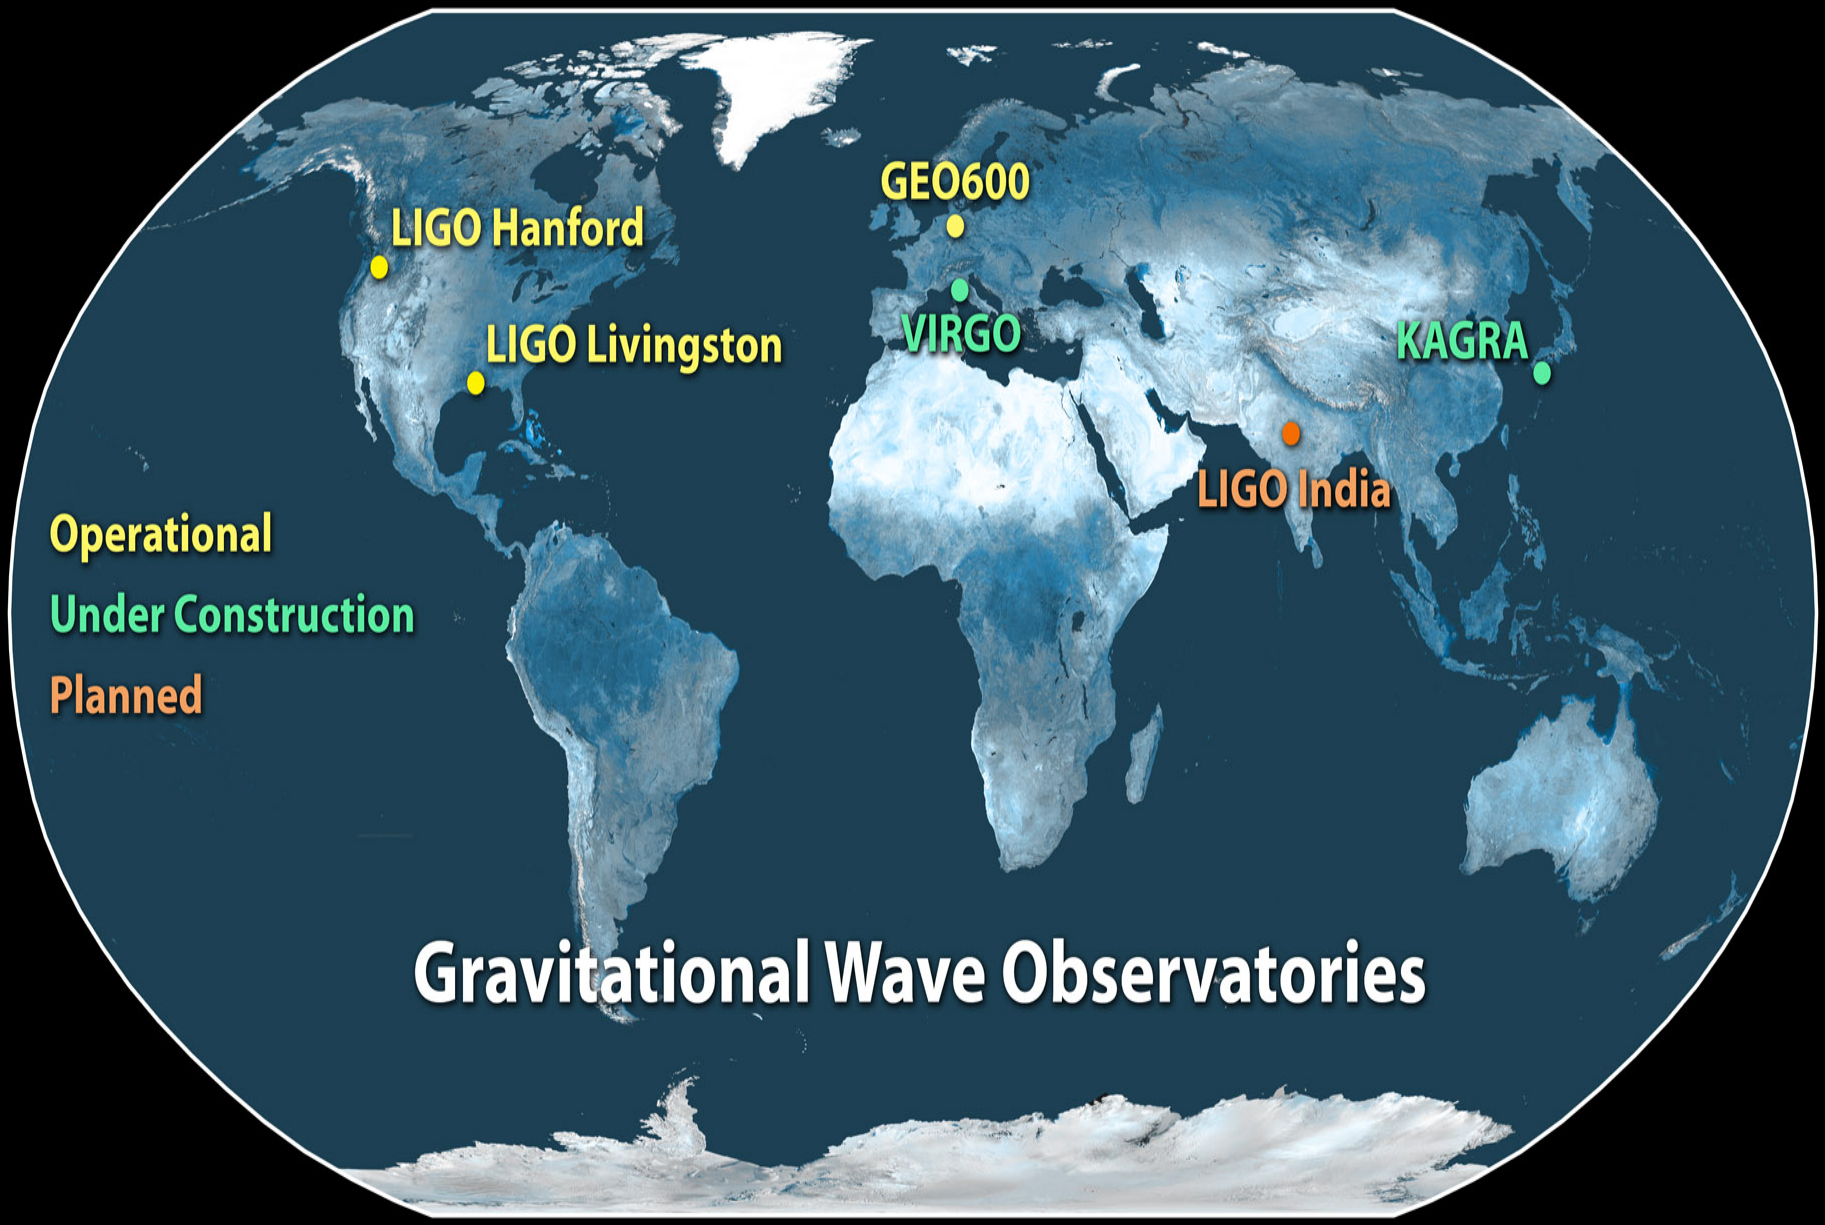 GEO600
LIGO Hanford
VIRGO
KAGRA
LIGO Livingston
LIGO India
Operational
Under Construction
Planned
Gravitational Wave Observatories